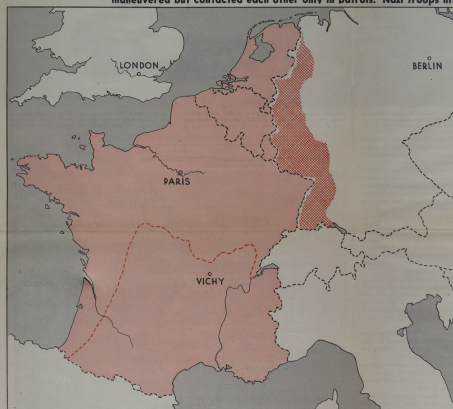 maneuvered but contacted each other only in patrols. Nazi troops in
LONDON
BERLIN
PARIS
VICHY